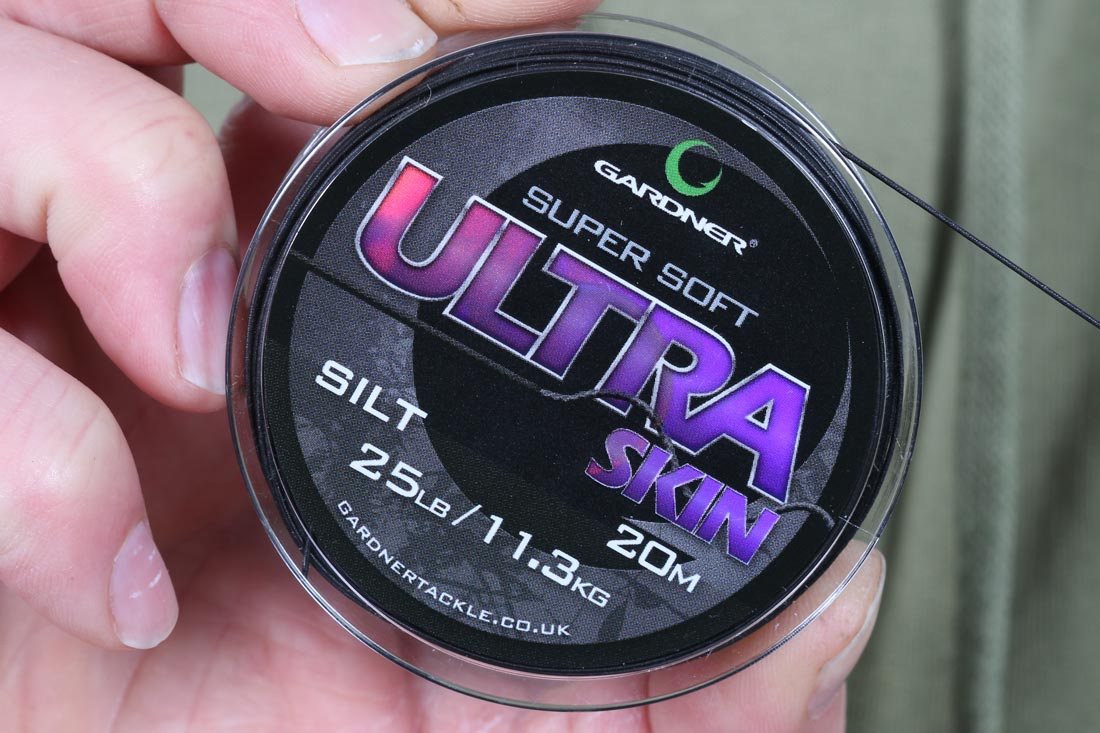 GARDNER®
SUPER SOFT
ULTRA
SKIN
SILT
25LB/11.3KG
20M
GARDNERTACKLE.CO.UK